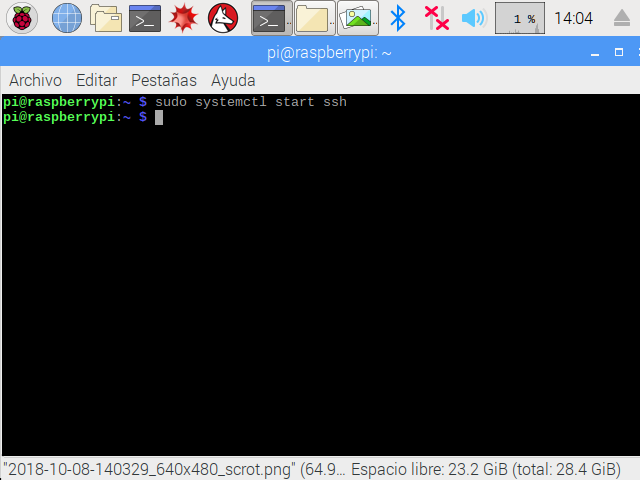 1 %
14:04
pi@raspberrypi: ~
Archivo Editar Pestañas Ayuda
pi@raspberrypi:~ $ sudo systemctl start ssh
pi@raspberrypi:~ $
"2018-10-08-140329_640x480_scrot.png" (64.9... Espacio libre: 23.2 GiB (total: 28.4 GiB)